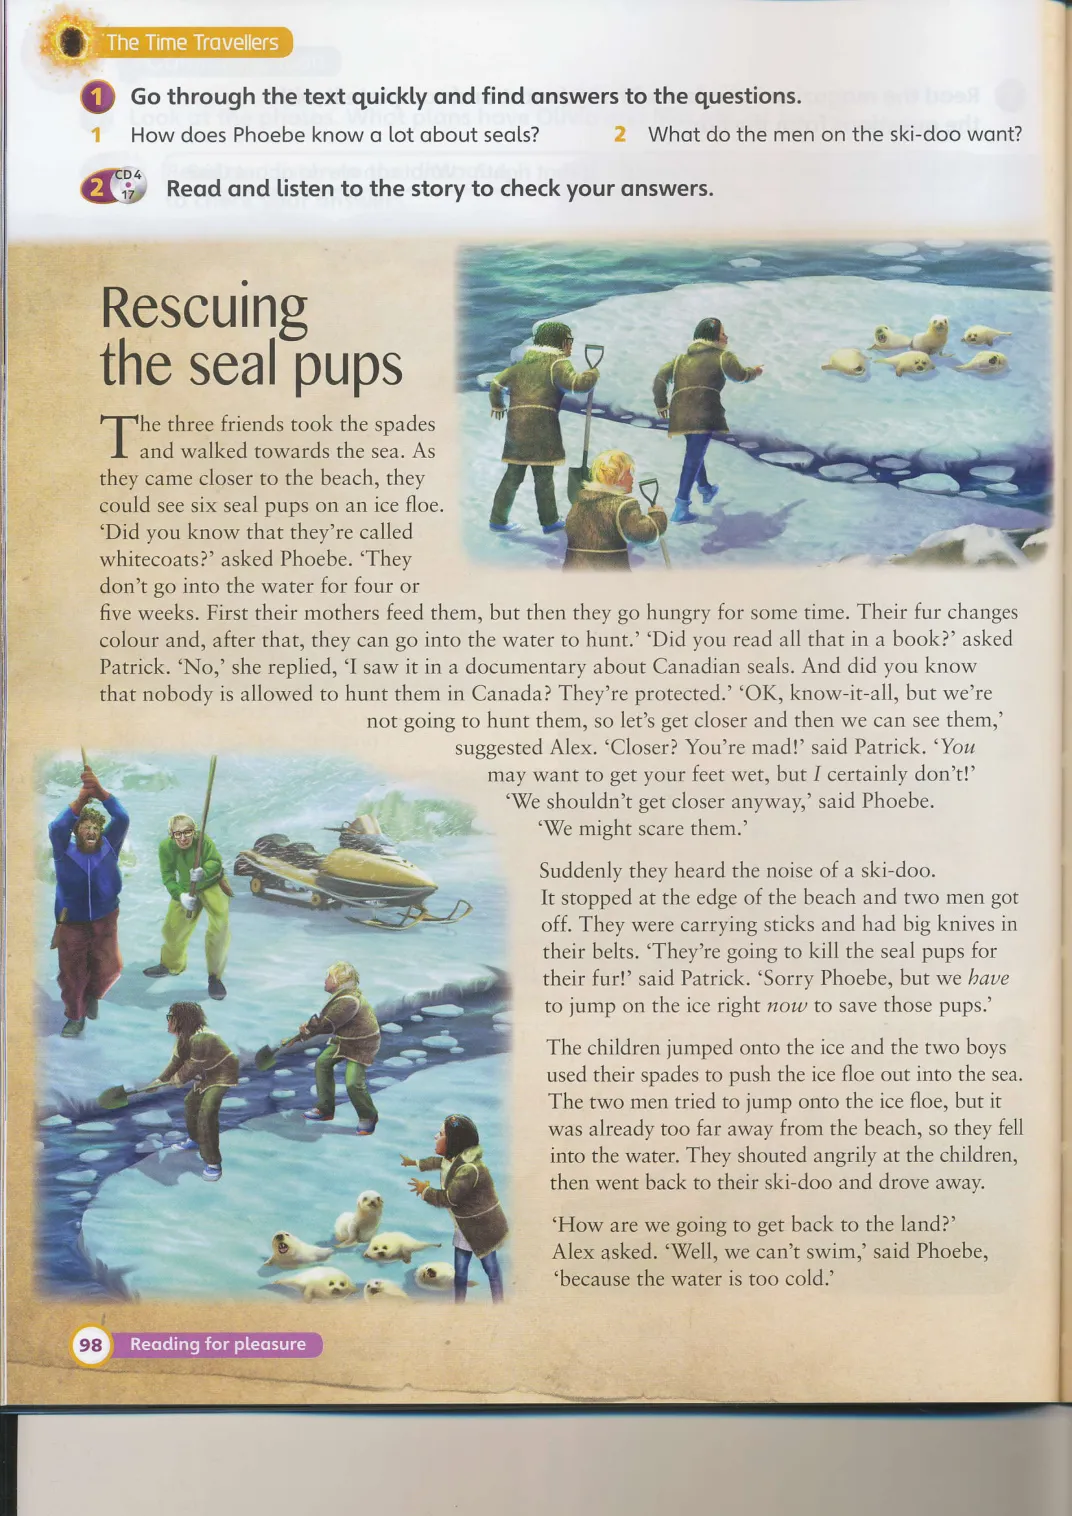 The Time Travellers
1 Go through the text quickly and find answers to the questions.
1 How does Phoebe know a lot about seals? 2 What do the men on the ski-doo want?
2 CD4 17 Read and listen to the story to check your answers.
Rescuing
the seal pups
The three friends took the spades
and walked towards the sea. As
they came closer to the beach, they
could see six seal pups on an ice floe.
‘Did you know that they’re called
whitecoats?’ asked Phoebe. ‘They
don’t go into the water for four or
five weeks. First their mothers feed them, but then they go hungry for some time. Their fur changes
colour and, after that, they can go into the water to hunt.’ ‘Did you read all that in a book?’ asked
Patrick. ‘No,’ she replied, ‘I saw it in a documentary about Canadian seals. And did you know
that nobody is allowed to hunt them in Canada? They’re protected.’ ‘OK, know-it-all, but we’re
not going to hunt them, so let’s get closer and then we can see them,’
suggested Alex. ‘Closer? You’re mad!’ said Patrick. ‘You
may want to get your feet wet, but I certainly don’t!’
‘We shouldn’t get closer anyway,’ said Phoebe.
‘We might scare them.’
Suddenly they heard the noise of a ski-doo.
It stopped at the edge of the beach and two men got
off. They were carrying sticks and had big knives in
their belts. ‘They’re going to kill the seal pups for
their fur!’ said Patrick. ‘Sorry Phoebe, but we have
to jump on the ice right now to save those pups.’
The children jumped onto the ice and the two boys
used their spades to push the ice floe out into the sea.
The two men tried to jump onto the ice floe, but it
was already too far away from the beach, so they fell
into the water. They shouted angrily at the children,
then went back to their ski-doo and drove away.
‘How are we going to get back to the land?’
Alex asked. ‘Well, we can’t swim,’ said Phoebe,
‘because the water is too cold.’
98 Reading for pleasure